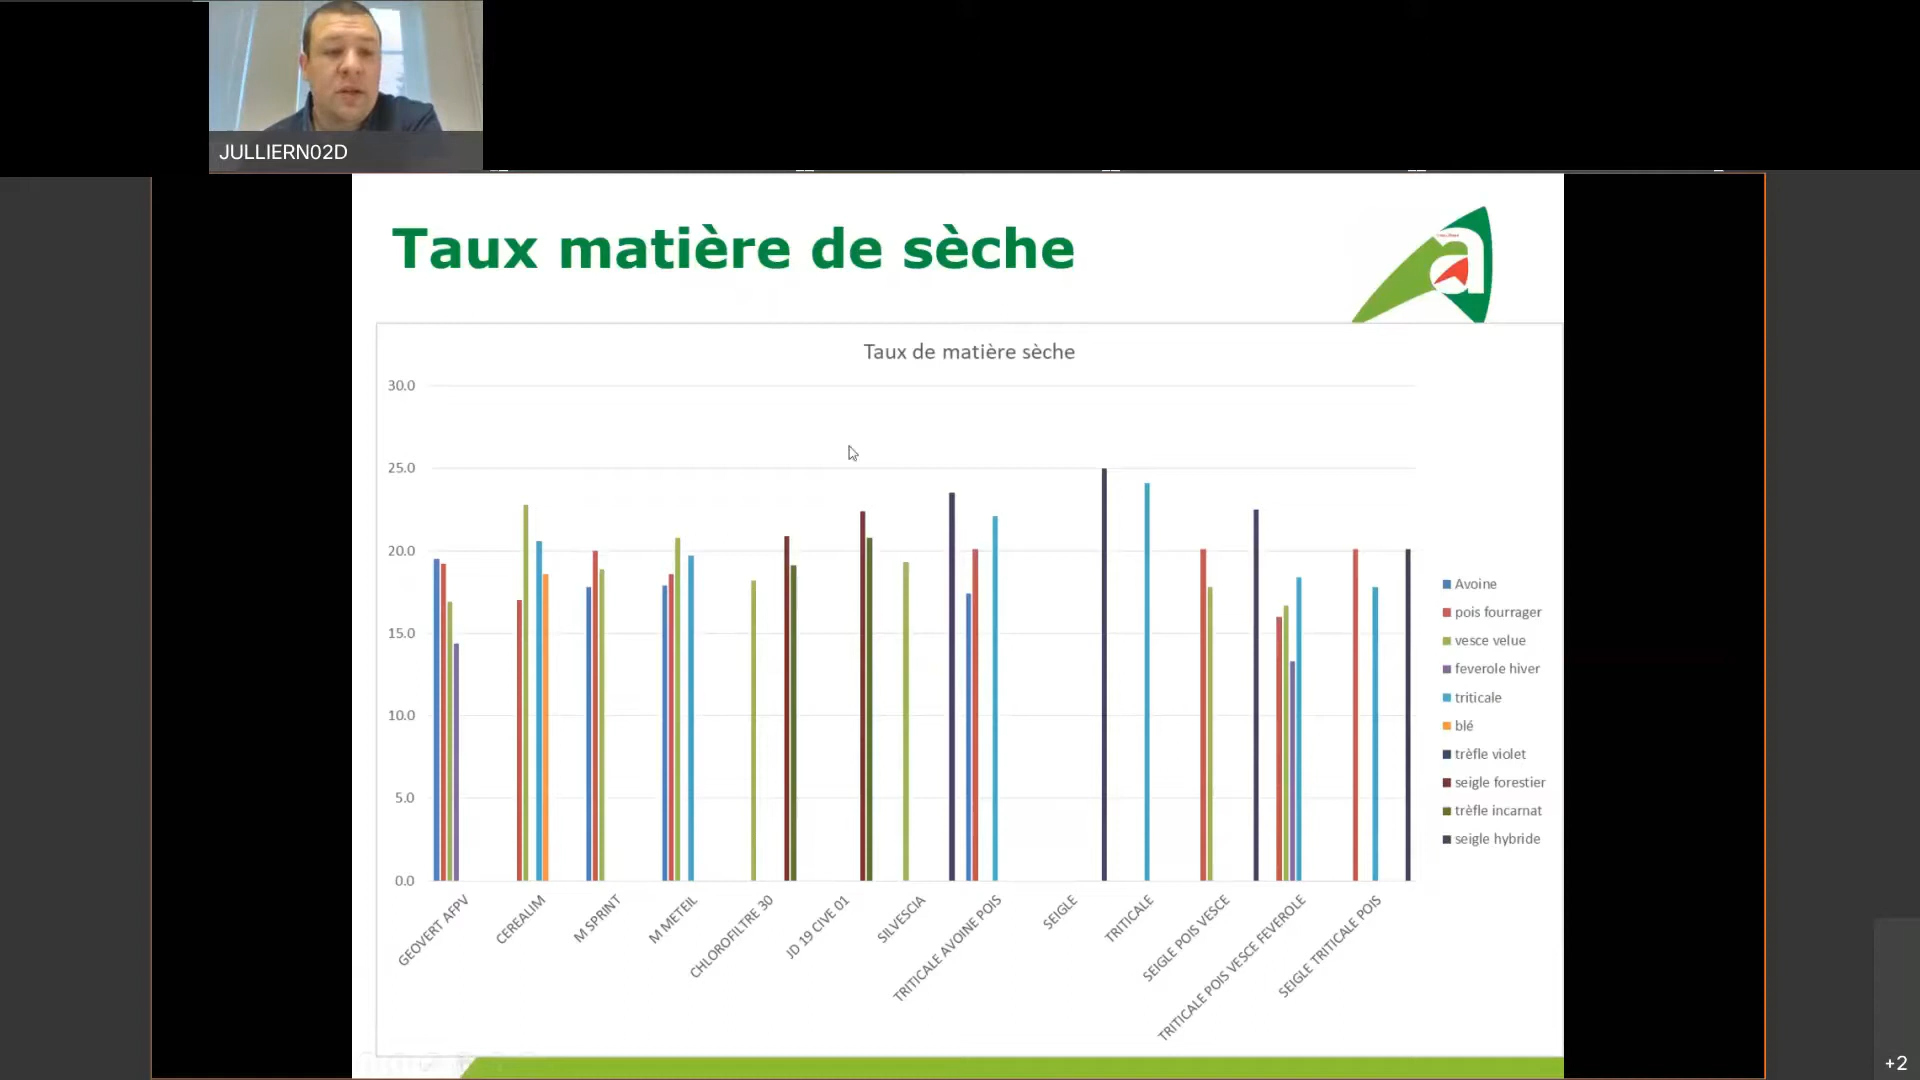 JULLIERN02D
Taux matière de sèche
Taux de matière sèche
30.0
25.0
20.0
15.0
10.0
5.0
0.0
GEOVERT AFPV
CEREALIM
M SPRINT
M METEIL
CHLOROFILTRE 30
JD 19 CIVE 01
SILVESCIA
TRITICALE AVOINE POIS
SEIGLE
TRITICALE
SEIGLE POIS VESCE
TRITICALE POIS VESCE FEVEROLE
SEIGLE TRITICALE POIS
Avoine
pois fourrager
vesce velue
feverole hiver
triticale
blé
trèfle violet
seigle forestier
trèfle incarnat
seigle hybride
+2